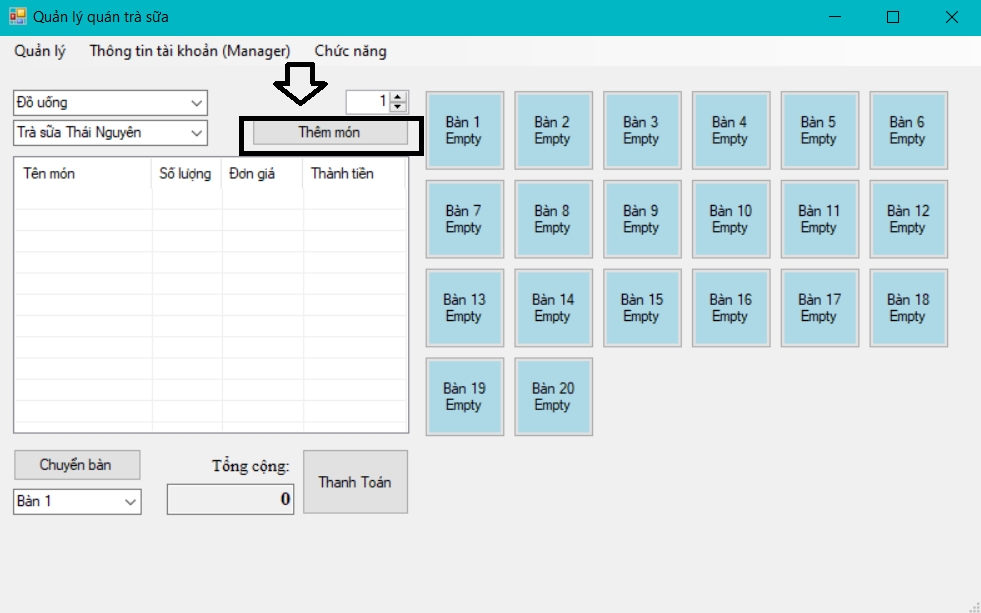 Quản lý quán trà sữa
Quản lý Thông tin tài khoản (Manager) Chức năng
Đồ uống
1
Trà sữa Thái Nguyên
Thêm món
Tên món Số lượng Đơn giá Thành tiền
Bàn 1
Empty
Bàn 2
Empty
Bàn 3
Empty
Bàn 4
Empty
Bàn 5
Empty
Bàn 6
Empty
Bàn 7
Empty
Bàn 8
Empty
Bàn 9
Empty
Bàn 10
Empty
Bàn 11
Empty
Bàn 12
Empty
Bàn 13
Empty
Bàn 14
Empty
Bàn 15
Empty
Bàn 16
Empty
Bàn 17
Empty
Bàn 18
Empty
Bàn 19
Empty
Bàn 20
Empty
Chuyển bàn
Bàn 1
Tổng cộng:
0
Thanh Toán